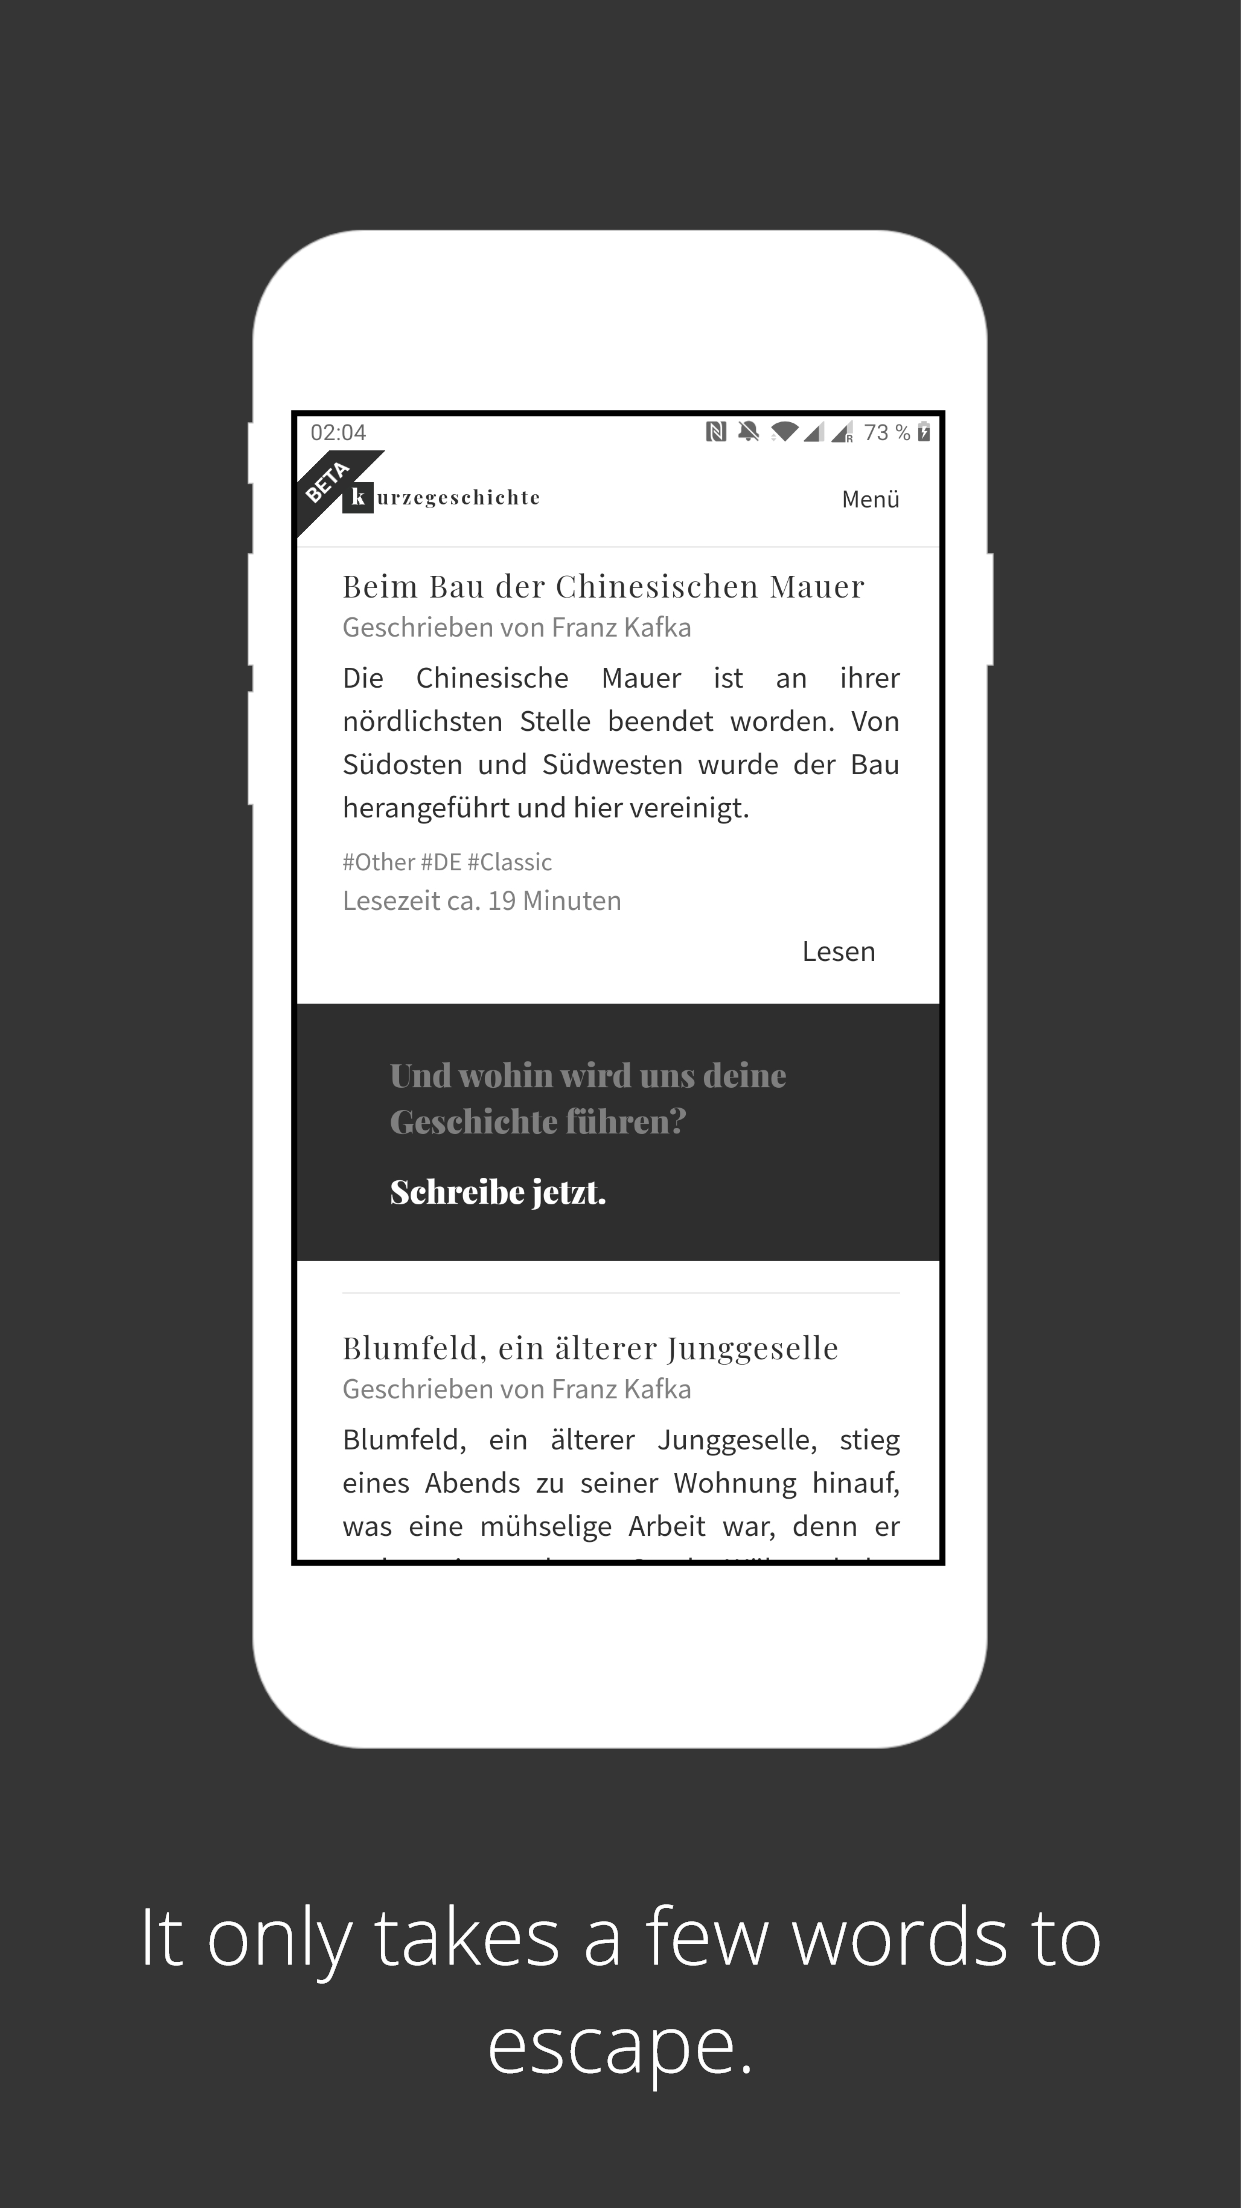 02:04 73 %
BETA
kurzegeschichte Menü
Beim Bau der Chinesischen Mauer
Geschrieben von Franz Kafka
Die Chinesische Mauer ist an ihrer
nördlichsten Stelle beendet worden. Von
Südosten und Südwesten wurde der Bau
herangeführt und hier vereinigt.
#Other #DE #Classic
Lesezeit ca. 19 Minuten
Lesen
Und wohin wird uns deine
Geschichte führen?
Schreibe jetzt.
Blumfeld, ein älterer Junggeselle
Geschrieben von Franz Kafka
Blumfeld, ein älterer Junggeselle, stieg
eines Abends zu seiner Wohnung hinauf,
was eine mühselige Arbeit war, denn er
It only takes a few words to
escape.